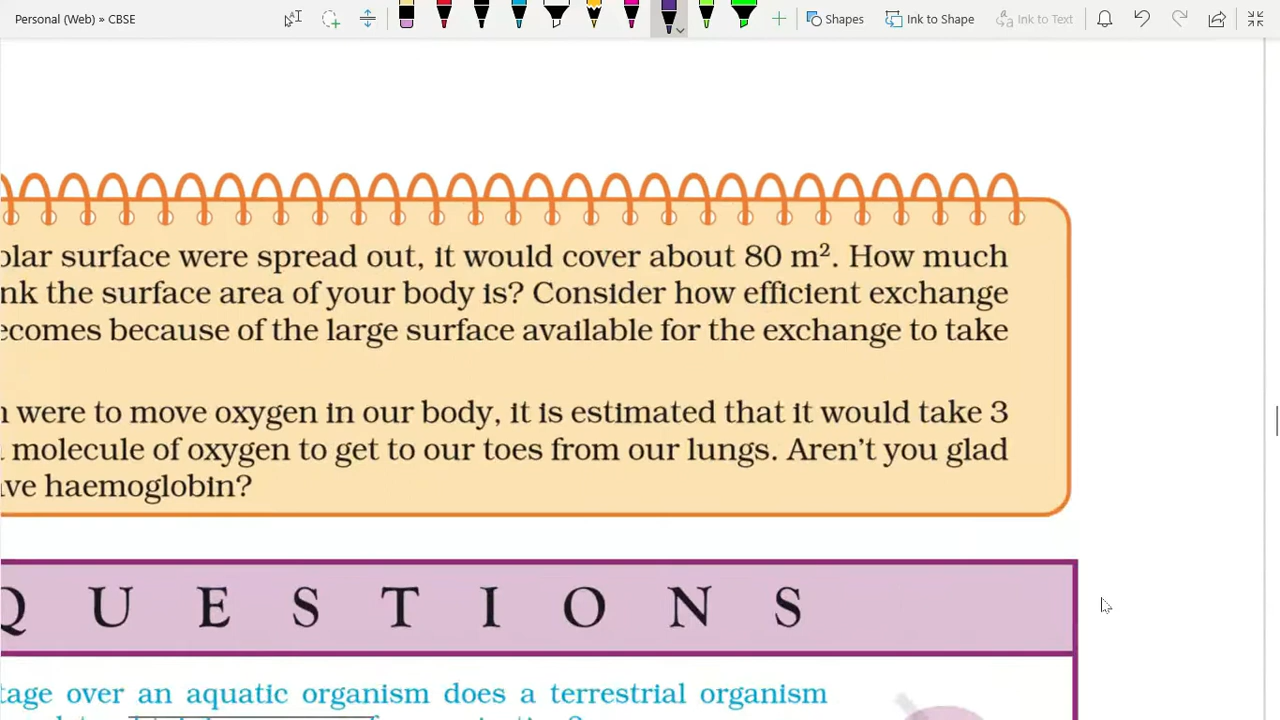 Personal (Web) » CBSE
Shapes
Ink to Shape
Ink to Text
olar surface were spread out, it would cover about 80 m². How much
nk the surface area of your body is? Consider how efficient exchange
ecomes because of the large surface available for the exchange to take
were to move oxygen in our body, it is estimated that it would take 3
molecule of oxygen to get to our toes from our lungs. Aren't you glad
ve haemoglobin?
QUESTIONS
tage over an aquatic organism does a terrestrial organism